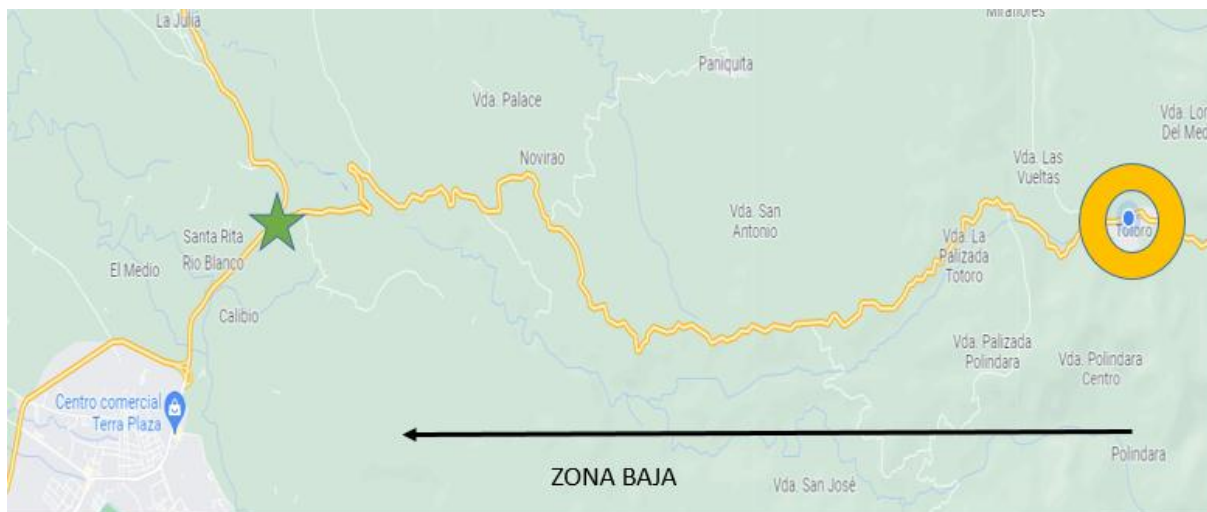 La Julia
Miraflores
Paniquita
Vda. Palace
Vda. Lor
Del Med
Novirao
Vda. Las
Vueltas
Vda. San
Antonio
Totoro
Santa Rita
Rio Blanco
Vda. La
Palizada
Totoro
El Medio
Calibio
Vda. Palizada
Polindara
Vda. Polindara
Centro
Centro comercial
Terra Plaza
Polindara
ZONA BAJA
Vda. San José